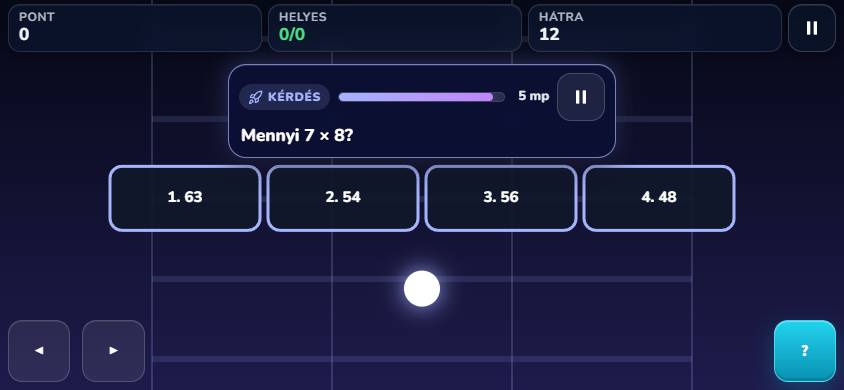 PONT
0
HELYES
0/0
HÁTRA
12
KÉRDÉS
5 mp
Mennyi 7 × 8?
1. 63
2. 54
3. 56
4. 48
◄
►
?